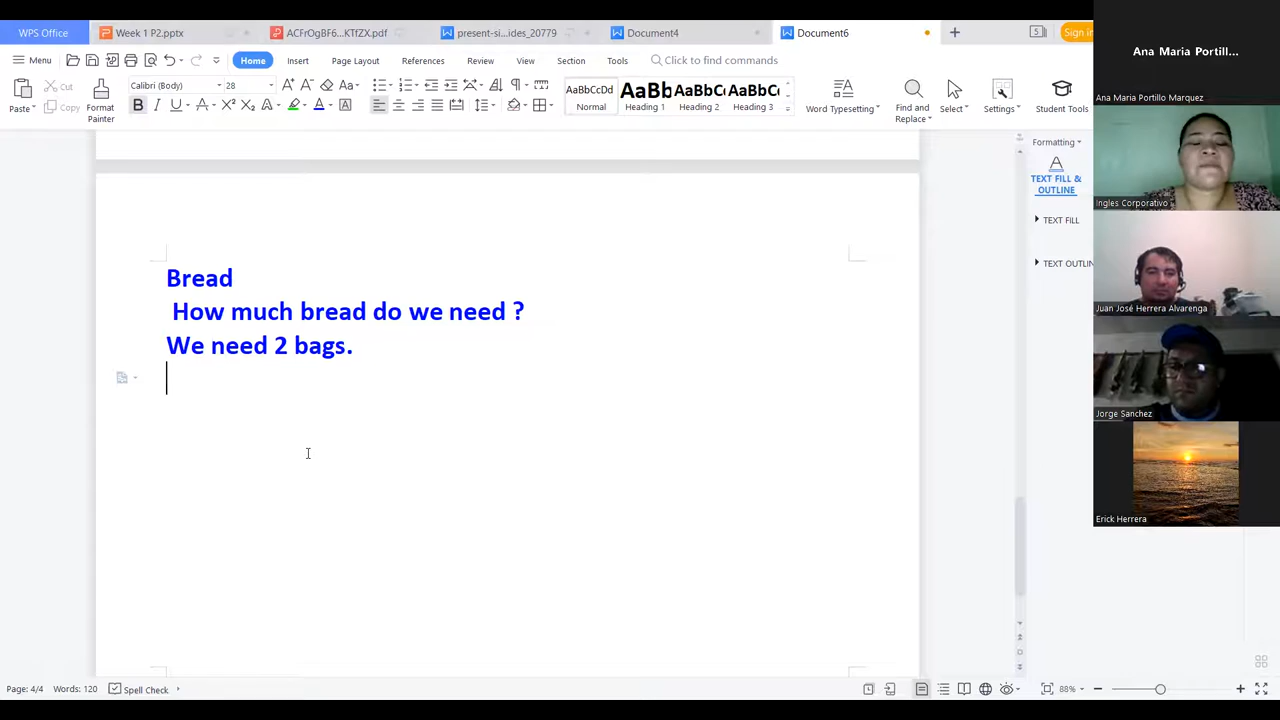 WPS Office
Week 1 P2.pptx
ACFrOgBF6...KTfZX.pdf
present-si...ides_20779
Document4
Document6
Sign in
Menu
Home
Insert
Page Layout
References
Review
View
Section
Tools
Click to find commands
Paste
Cut
Copy
Format Painter
Calibri (Body)
28
AaBbCcDd
Normal
Heading 1
Heading 2
Heading 3
Word Typesetting
Find and Replace
Select
Settings
Student Tools
Formatting
TEXT FILL & OUTLINE
TEXT FILL
TEXT OUTLIN
Bread
How much bread do we need ?
We need 2 bags.
Ana Maria Portill...
Ana Maria Portillo Marquez
Ingles Corporativo
Juan José Herrera Alvarenga
Jorge Sanchez
Erick Herrera
Page: 4/4
Words: 120
Spell Check
88%